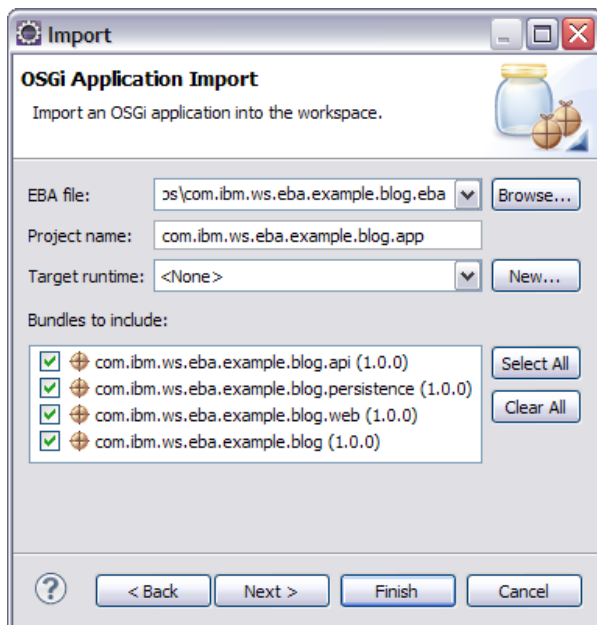 Import
OSGi Application Import
Import an OSGi application into the workspace.
EBA file: os\com.ibm.ws.eba.example.blog.eba Browse...
Project name: com.ibm.ws.eba.example.blog.app
Target runtime: <None> New...
Bundles to include:
com.ibm.ws.eba.example.blog.api (1.0.0) Select All
com.ibm.ws.eba.example.blog.persistence (1.0.0)
com.ibm.ws.eba.example.blog.web (1.0.0) Clear All
com.ibm.ws.eba.example.blog (1.0.0)
? < Back Next > Finish Cancel